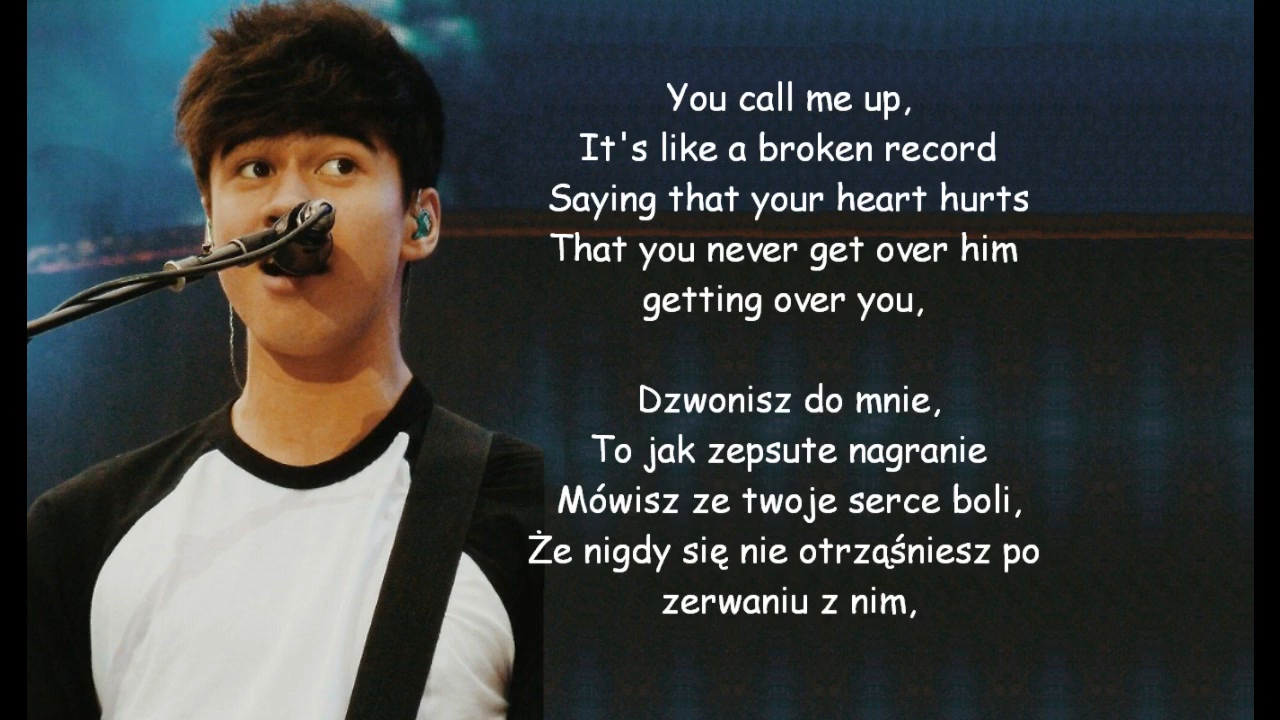 You call me up,
It's like a broken record
Saying that your heart hurts
That you never get over him
getting over you,
Dzwonisz do mnie,
To jak zepsute nagranie
Mówisz ze twoje serce boli,
Że nigdy się nie otrząśniesz po
zerwaniu z nim,